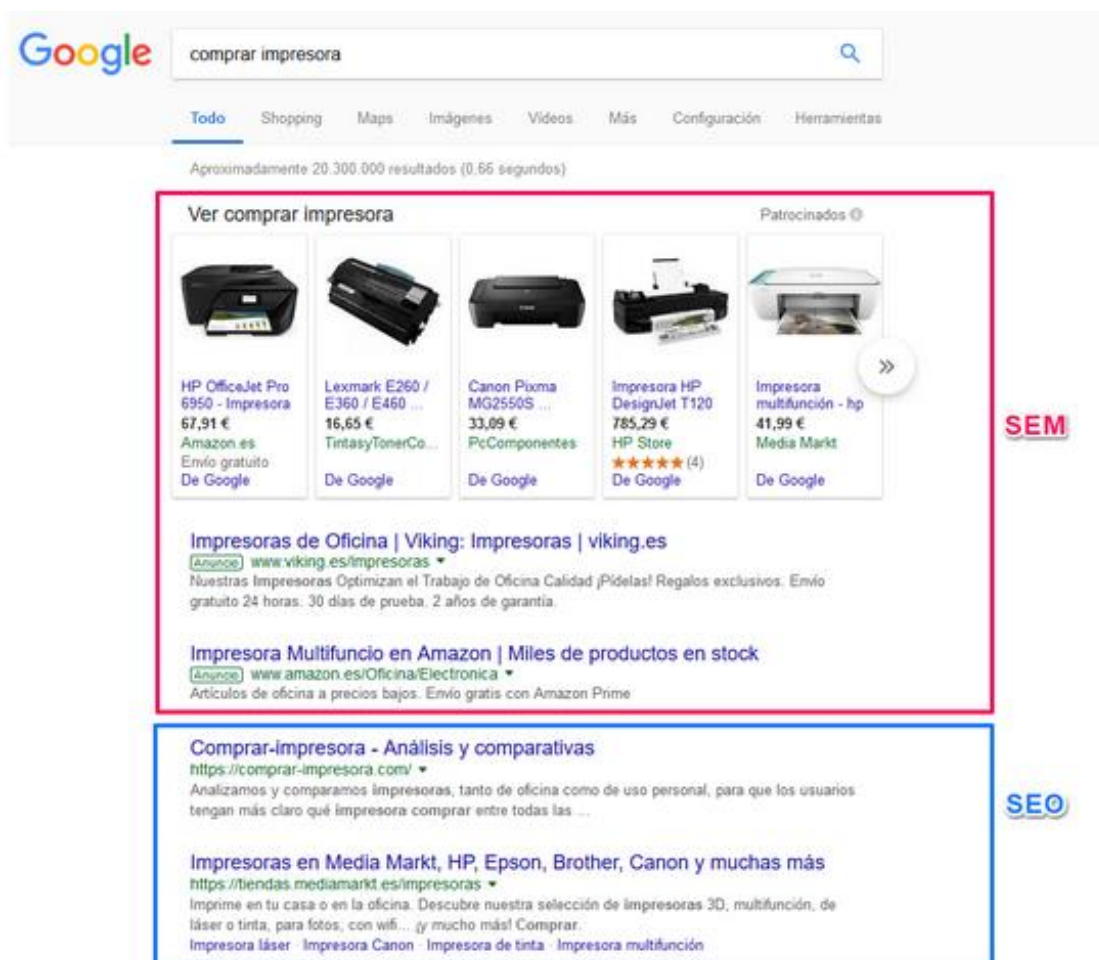 Google
comprar impresora
Todo Shopping Maps Imágenes Vídeos Más Configuración Herramientas
Aproximadamente 20.300.000 resultados (0,66 segundos)
Ver comprar impresora Patrocinados
HP OfficeJet Pro
6950 - Impresora
67,91 €
Amazon.es
Envío gratuito
De Google
Lexmark E260 /
E360 / E460 ...
16,65 €
TintasyTonerCo...
De Google
Canon Pixma
MG2550S ...
33,09 €
PcComponentes
De Google
Impresora HP
DesignJet T120
785,29 €
HP Store
★★★★★ (4)
De Google
Impresora
multifunción - hp
41,99 €
Media Markt
De Google
»
SEM
Impresoras de Oficina | Viking: Impresoras | viking.es
Anuncio www.viking.es/Impresoras
Nuestras Impresoras Optimizan el Trabajo de Oficina Calidad ¡Pídelas! Regalos exclusivos. Envío
gratuito 24 horas. 30 días de prueba. 2 años de garantía.
Impresora Multifuncio en Amazon | Miles de productos en stock
Anuncio www.amazon.es/Oficina/Electronica
Artículos de oficina a precios bajos. Envío gratis con Amazon Prime
Comprar-impresora - Análisis y comparativas
https://comprar-impresora.com/
Analizamos y comparamos impresoras, tanto de oficina como de uso personal, para que los usuarios
tengan más claro qué impresora comprar entre todas las ...
SEO
Impresoras en Media Markt, HP, Epson, Brother, Canon y muchas más
https://tiendas.mediamarkt.es/impresoras
Imprime en tu casa o en la oficina. Descubre nuestra selección de impresoras 3D, multifunción, de
láser o tinta, para fotos, con wifi... ¡y mucho más! Comprar.
Impresora láser · Impresora Canon · Impresora de tinta · Impresora multifunción